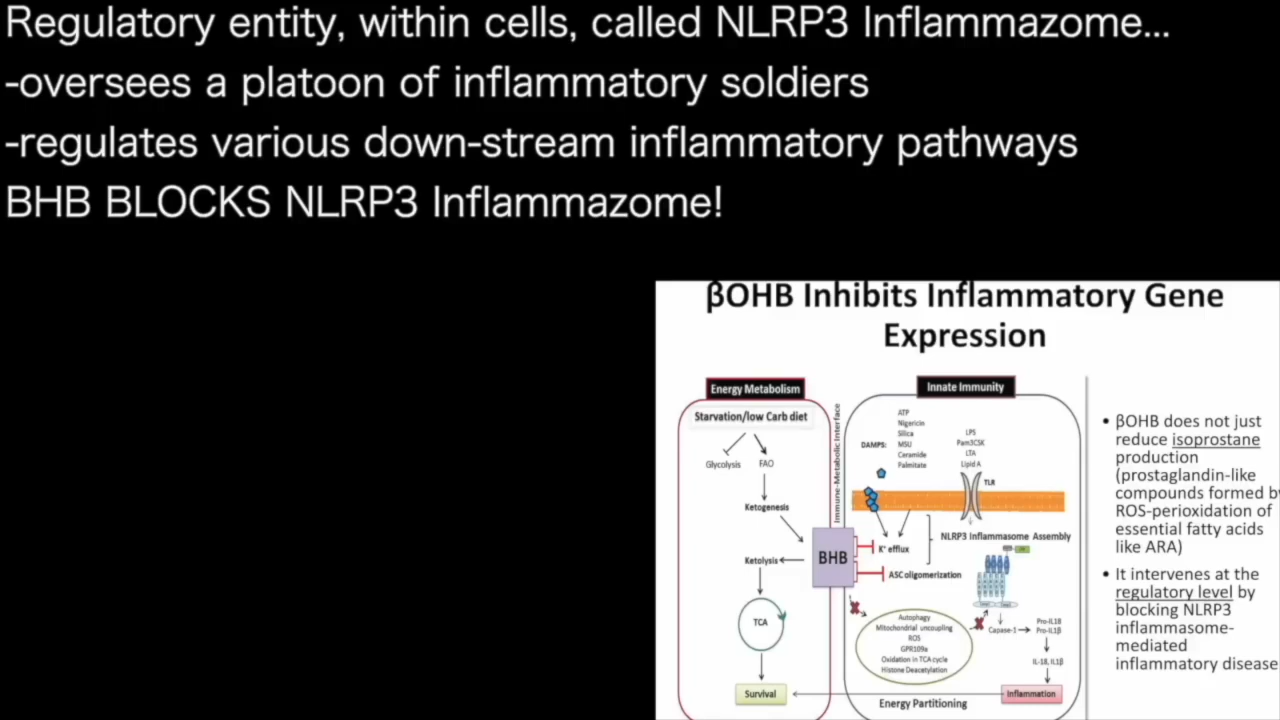 Regulatory entity, within cells, called NLRP3 Inflammazome...
-oversees a platoon of inflammatory soldiers
-regulates various down-stream inflammatory pathways
BHB BLOCKS NLRP3 Inflammazome!
βOHB Inhibits Inflammatory Gene
Expression
Energy Metabolism
Starvation/low Carb diet
Glycolysis
FAO
Ketogenesis
Ketolysis
TCA
Survival
Immune-Metabolic Interface
BHB
Innate Immunity
DAMPS:
ATP
Nigericin
Silica
MSU
Ceramide
Palmitate
LPS
Pam3CSK
LTA
Lipid A
TLR
K⁺ efflux
ASC oligomerization
NLRP3 Inflammasome Assembly
Autophagy
Mitochondrial uncoupling
ROS
GPR109a
Oxidation in TCA cycle
Histone Deacetylation
Capase-1
Pro-IL18
Pro-IL1β
IL-18, IL1β
Inflammation
Energy Partitioning
• βOHB does not just
reduce isoprostane
production
(prostaglandin-like
compounds formed by
ROS-perioxidation of
essential fatty acids
like ARA)
• It intervenes at the
regulatory level by
blocking NLRP3
inflammasome-
mediated
inflammatory disease